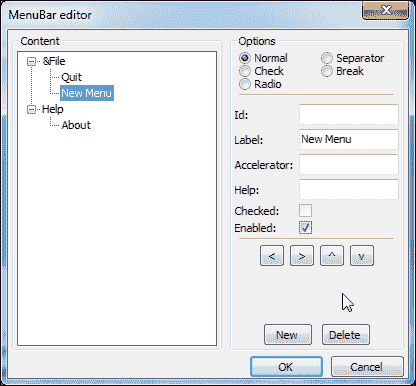 MenuBar editor
Content
&File
Quit
New Menu
Help
About
Options
Normal
Separator
Check
Break
Radio
Id:
Label: New Menu
Accelerator:
Help:
Checked:
Enabled:
< > ^ v
New Delete
OK Cancel